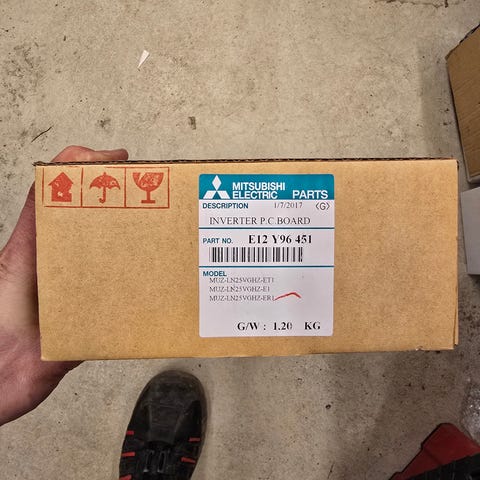 MITSUBISHI
ELECTRIC PARTS
DESCRIPTION 1/7/2017 <G>
INVERTER P.C.BOARD
PART NO. E12 Y96 451
MODEL
MUZ-LN25VGHZ-ET1
MUZ-LN25VGHZ-E1
MUZ-LN25VGHZ-ER1
G/W : 1.20 KG